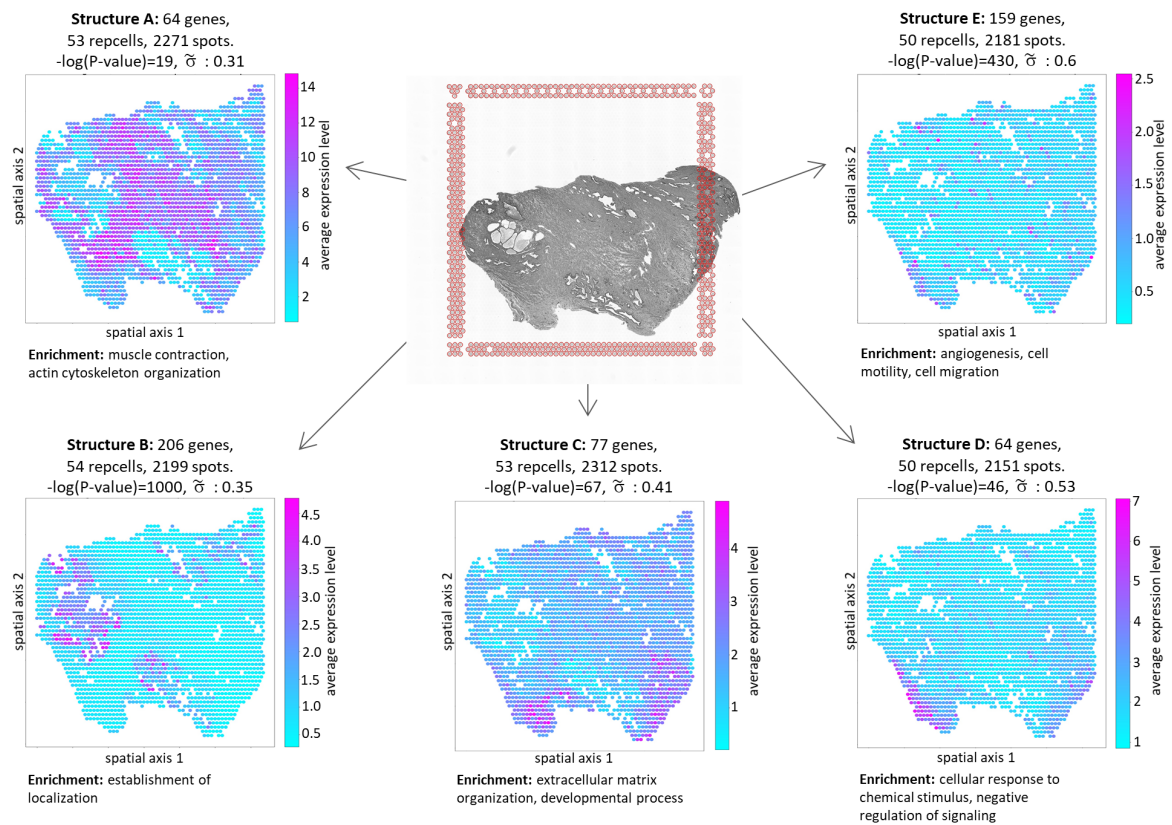 Structure A: 64 genes,
53 repcells, 2271 spots.
-log(P-value)=19, σ̃ : 0.31
14
12
10
8
6
4
2
average expression level
spatial axis 2
spatial axis 1
Enrichment: muscle contraction,
actin cytoskeleton organization
Structure E: 159 genes,
50 repcells, 2181 spots.
-log(P-value)=430, σ̃ : 0.6
2.5
2.0
1.5
1.0
0.5
average expression level
spatial axis 2
spatial axis 1
Enrichment: angiogenesis, cell
motility, cell migration
Structure B: 206 genes,
54 repcells, 2199 spots.
-log(P-value)=1000, σ̃ : 0.35
4.5
4.0
3.5
3.0
2.5
2.0
1.5
1.0
0.5
average expression level
spatial axis 2
spatial axis 1
Enrichment: establishment of
localization
Structure C: 77 genes,
53 repcells, 2312 spots.
-log(P-value)=67, σ̃ : 0.41
4
3
2
1
average expression level
spatial axis 2
spatial axis 1
Enrichment: extracellular matrix
organization, developmental process
Structure D: 64 genes,
50 repcells, 2151 spots.
-log(P-value)=46, σ̃ : 0.53
7
6
5
4
3
2
1
average expression level
spatial axis 2
spatial axis 1
Enrichment: cellular response to
chemical stimulus, negative
regulation of signaling